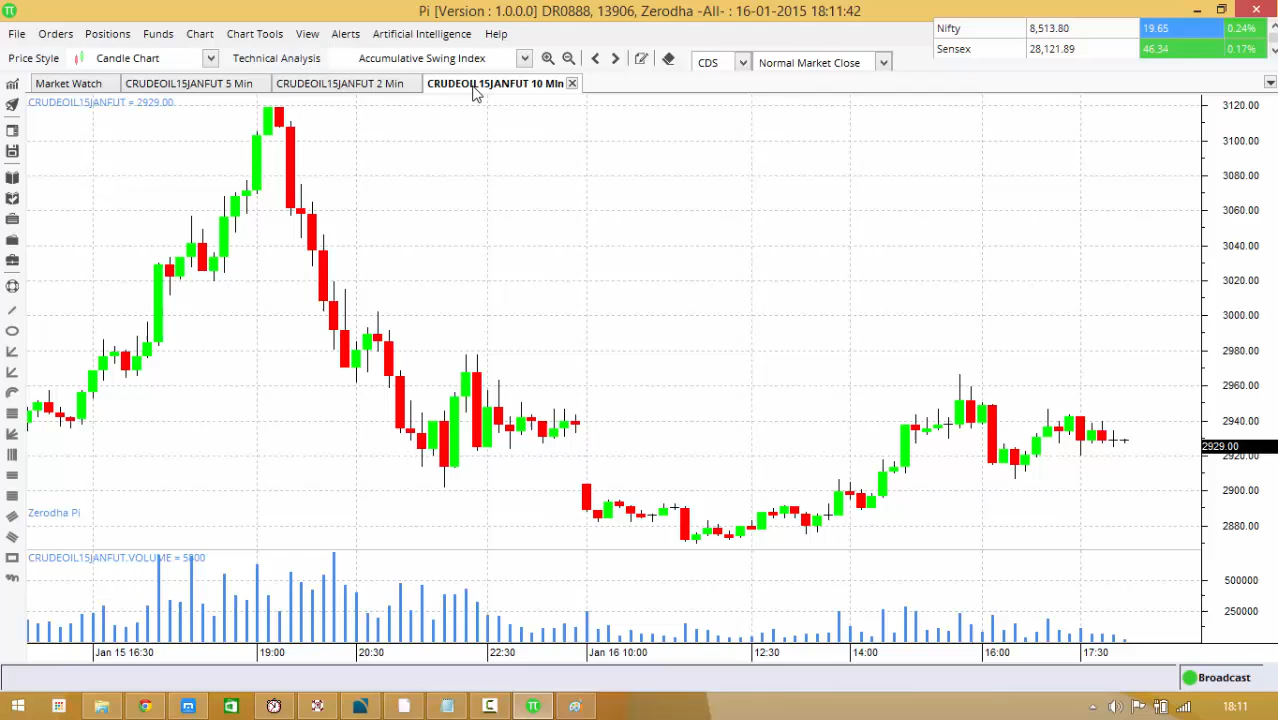 Pi [Version : 1.0.0.0] DR0888, 13906, Zerodha -All- : 16-01-2015 18:11:42
File Orders Positions Funds Chart Chart Tools View Alerts Artificial Intelligence Help
Nifty 8,513.80 19.65 0.24%
Sensex 28,121.89 46.34 0.17%
Price Style Candle Chart Technical Analysis Accumulative Swing Index CDS Normal Market Close
Market Watch CRUDEOIL15JANFUT 5 Min CRUDEOIL15JANFUT 2 Min CRUDEOIL15JANFUT 10 Min
CRUDEOIL15JANFUT = 2929.00
3120.00
3100.00
3080.00
3060.00
3040.00
3020.00
3000.00
2980.00
2960.00
2940.00
2929.00
2920.00
2900.00
2880.00
Zerodha Pi
CRUDEOIL15JANFUT.VOLUME = 5800
500000
250000
Jan 15 16:30 19:00 20:30 22:30 Jan 16 10:00 12:30 14:00 16:00 17:30
Broadcast
18:11